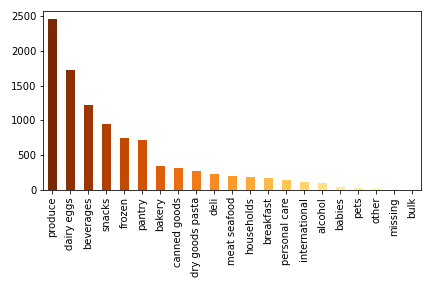 2500
2000
1500
1000
500
0
produce
dairy eggs
beverages
snacks
frozen
pantry
bakery
canned goods
dry goods pasta
deli
meat seafood
households
breakfast
personal care
international
alcohol
babies
pets
other
missing
bulk